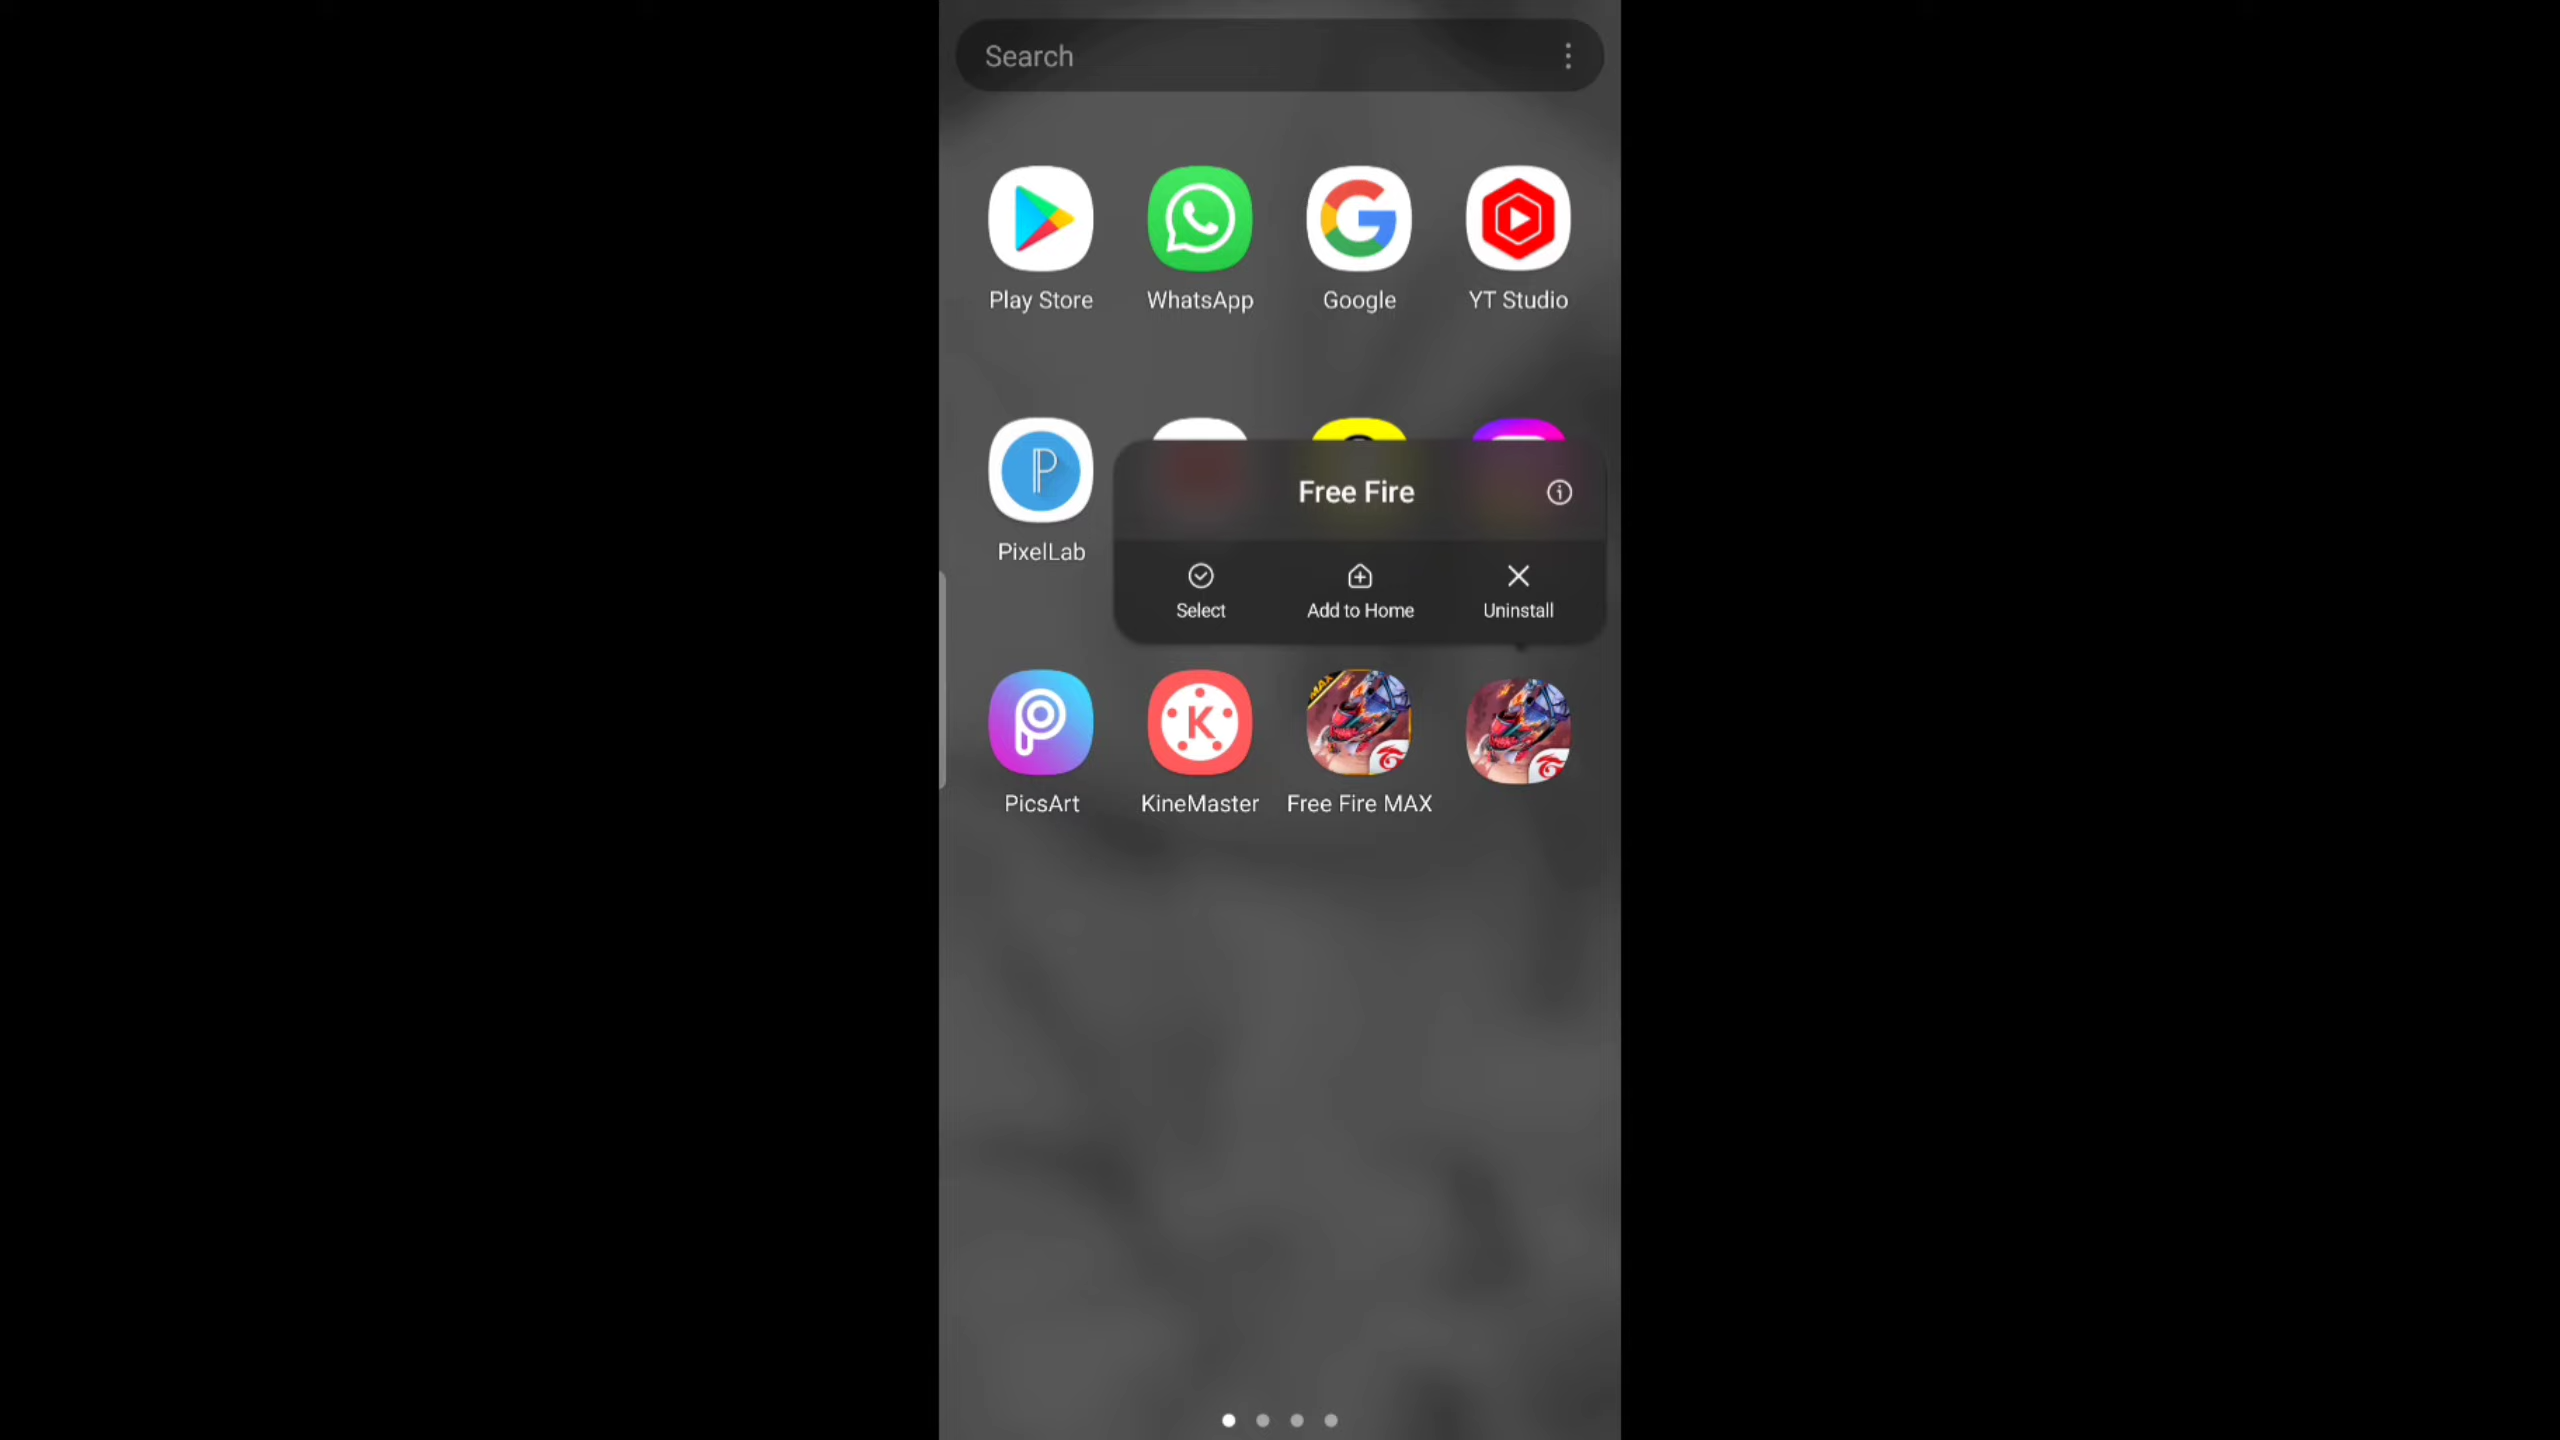 Search
Play Store WhatsApp Google YT Studio
PixelLab
Free Fire
Select Add to Home Uninstall
MAX
PicsArt KineMaster Free Fire MAX